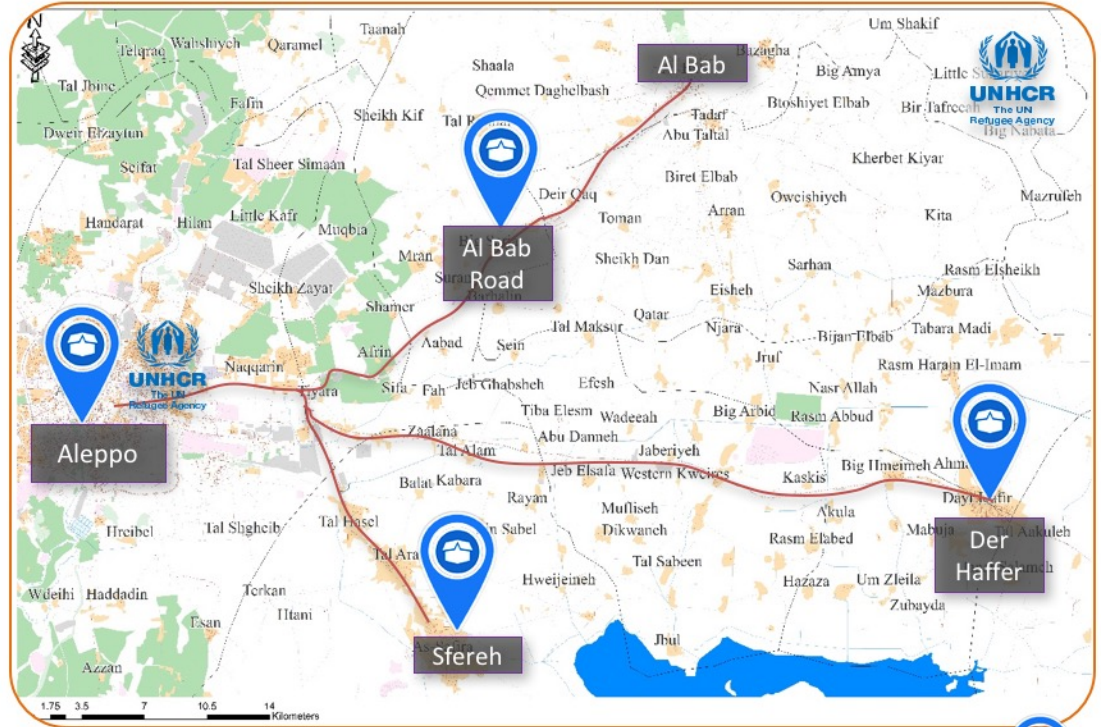 N
Taanah
Um Shakif
Telqraq
Wahshiyeh
Qaramel
Al Bab
Bazagha
Shaala
Big Amya
UNHCR
The UN
Refugee Agency
Tal Jbine
Qemmet Daghelbash
Btoshiyet Elbab
Bir Tafreeah
Fafin
Sheikh Kif
Tadaf
Big Nabata
Dweir Elzaytun
Abu Taltal
Seifat
Tal Sheer Simaan
Kherbet Kiyar
Biret Elbab
Deir Qaq
Oweishiyeh
Mazrufeh
Handarat
Hilan
Little Kafr
Muqbia
Toman
Arran
Kita
Al Bab
Road
Mran
Sheikh Dan
Sarhan
Rasm Elsheikh
Sheikh Zayat
Eisheh
Mazbura
Shamer
Qatar
Tal Maksur
Njara
Bijan Elbab
Tabara Madi
Aabad
Sein
Afrin
Jruf
Rasm Haram El-Imam
Naqqarin
UNHCR
The UN
Refugee Agency
Sifa
Fah
Jeb Ghabsheh
Efesh
Nasr Allah
Tiba Elesm
Wadeeah
Big Arbid
Rasm Abbud
Aleppo
Zaalana
Abu Danneh
Tal Alam
Jaberiyeh
Jeb Elsafa
Western Kweires
Kaskis
Big Hmeimeh
Balat
Kabara
Rayan
Mufliseh
Akula
Hreibel
Tal Shgheib
Tal Hasel
Dikwaneh
Rasm Elabed
Mabuja
Der
Haffer
Tal Sabeen
Hweijeineh
Hazaza
Um Zleila
Wdeihi
Haddadin
Terkan
Htani
Zubayda
Esan
Jbul
Sfereh
Azzan
1.75 3.5 7 10.5 14
Kilometers